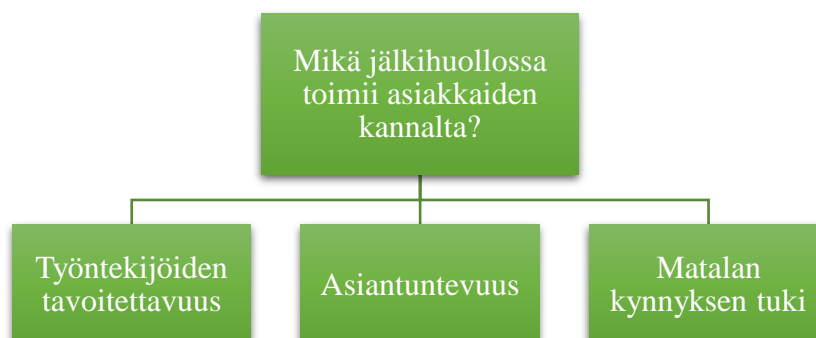 Mikä jälkihuollossa
toimii asiakkaiden
kannalta?
Työntekijöiden
tavoitettavuus
Asiantuntevuus
Matalan
kynnyksen tuki